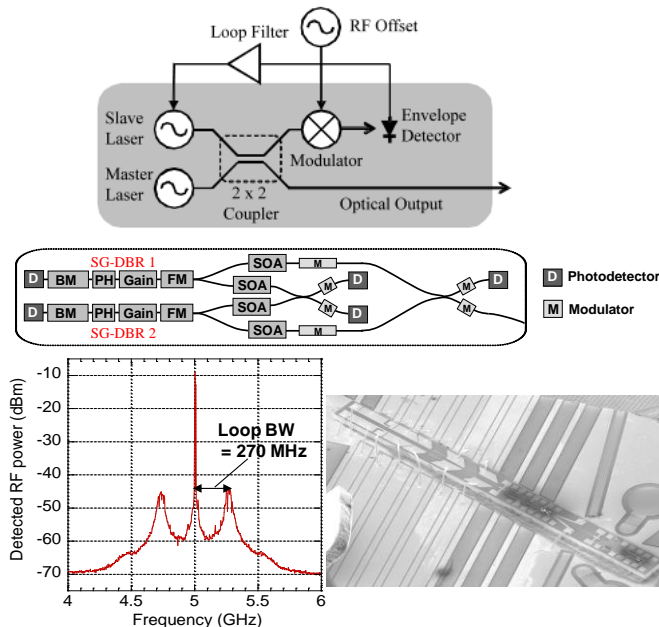 RF Offset
Loop Filter
Slave
Laser
Envelope
Detector
Modulator
Master
Laser
2 x 2
Coupler
Optical Output
SG-DBR 1
D BM PH Gain FM
SOA M
SOA
M D
SOA
M D
SOA M
M D
M
D BM PH Gain FM
SG-DBR 2
D Photodetector
M Modulator
Detected RF power (dBm)
-10
-20
-30
-40
-50
-60
-70
Loop BW
= 270 MHz
4 4.5 5 5.5 6
Frequency (GHz)